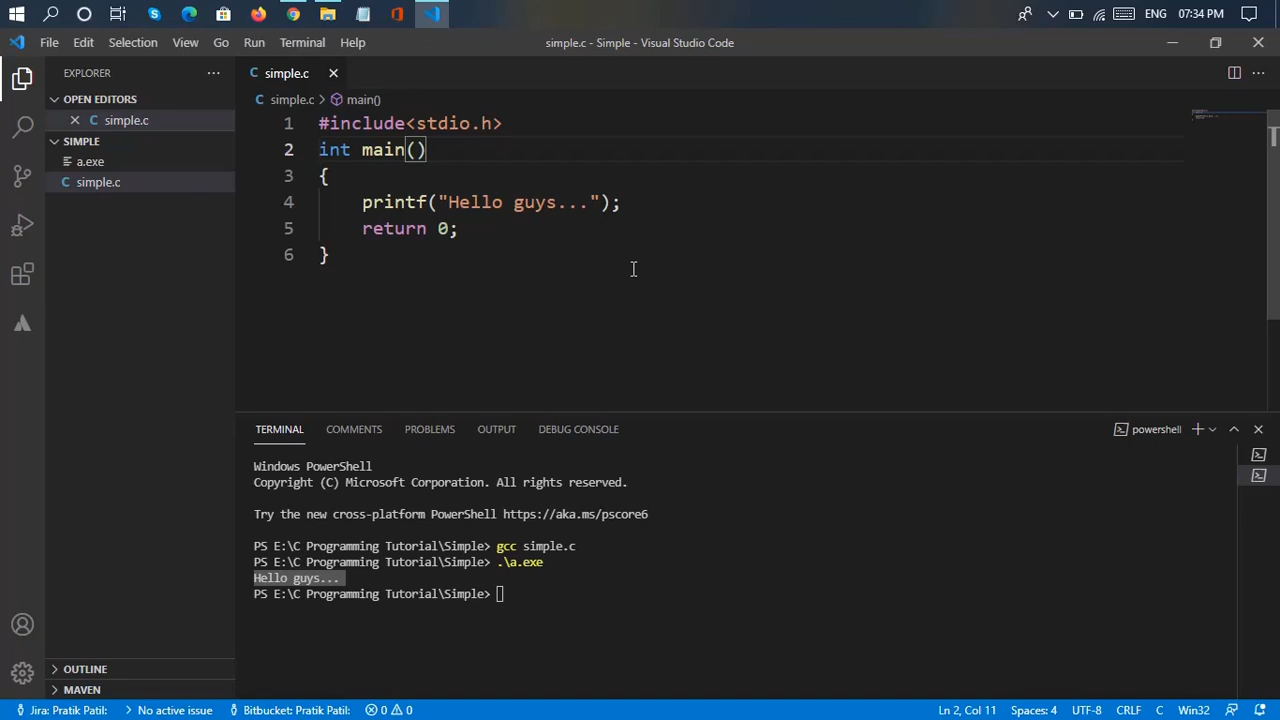 ENG 07:34 PM
File Edit Selection View Go Run Terminal Help simple.c - Simple - Visual Studio Code
EXPLORER ...
OPEN EDITORS
C simple.c
SIMPLE
a.exe
C simple.c
OUTLINE
MAVEN
C simple.c
C simple.c > main()
1 #include<stdio.h>
2 int main()
3 {
4 printf("Hello guys...");
5 return 0;
6 }
TERMINAL COMMENTS PROBLEMS OUTPUT DEBUG CONSOLE powershell
Windows PowerShell
Copyright (C) Microsoft Corporation. All rights reserved.
Try the new cross-platform PowerShell https://aka.ms/pscore6
PS E:\C Programming Tutorial\Simple> gcc simple.c
PS E:\C Programming Tutorial\Simple> .\a.exe
Hello guys...
PS E:\C Programming Tutorial\Simple>
Jira: Pratik Patil: No active issue Bitbucket: Pratik Patil: 0 0 Ln 2, Col 11 Spaces: 4 UTF-8 CRLF C Win32